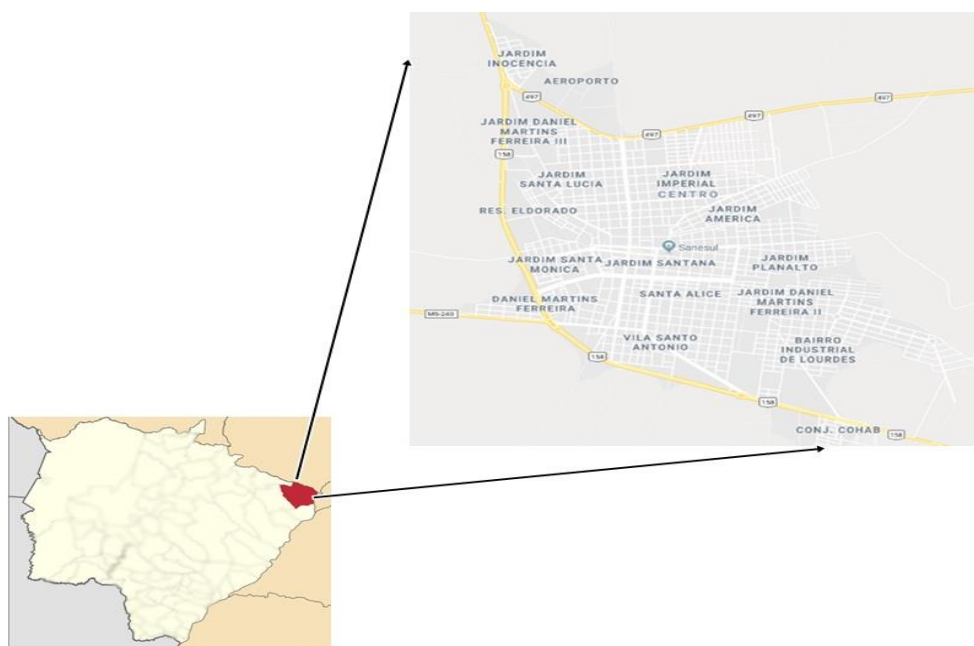 JARDIM
INOCENCIA
AEROPORTO
497
497
497
497
JARDIM DANIEL
MARTINS
FERREIRA III
158
JARDIM
SANTA LUCIA
JARDIM
IMPERIAL
CENTRO
RES. ELDORADO
JARDIM
AMERICA
Sanesul
JARDIM SANTA
MONICA
JARDIM SANTANA
JARDIM
PLANALTO
DANIEL MARTINS
FERREIRA
SANTA ALICE
JARDIM DANIEL
MARTINS
FERREIRA II
MS-240
VILA SANTO
ANTONIO
BAIRRO
INDUSTRIAL
DE LOURDES
158
158
CONJ. COHAB
158